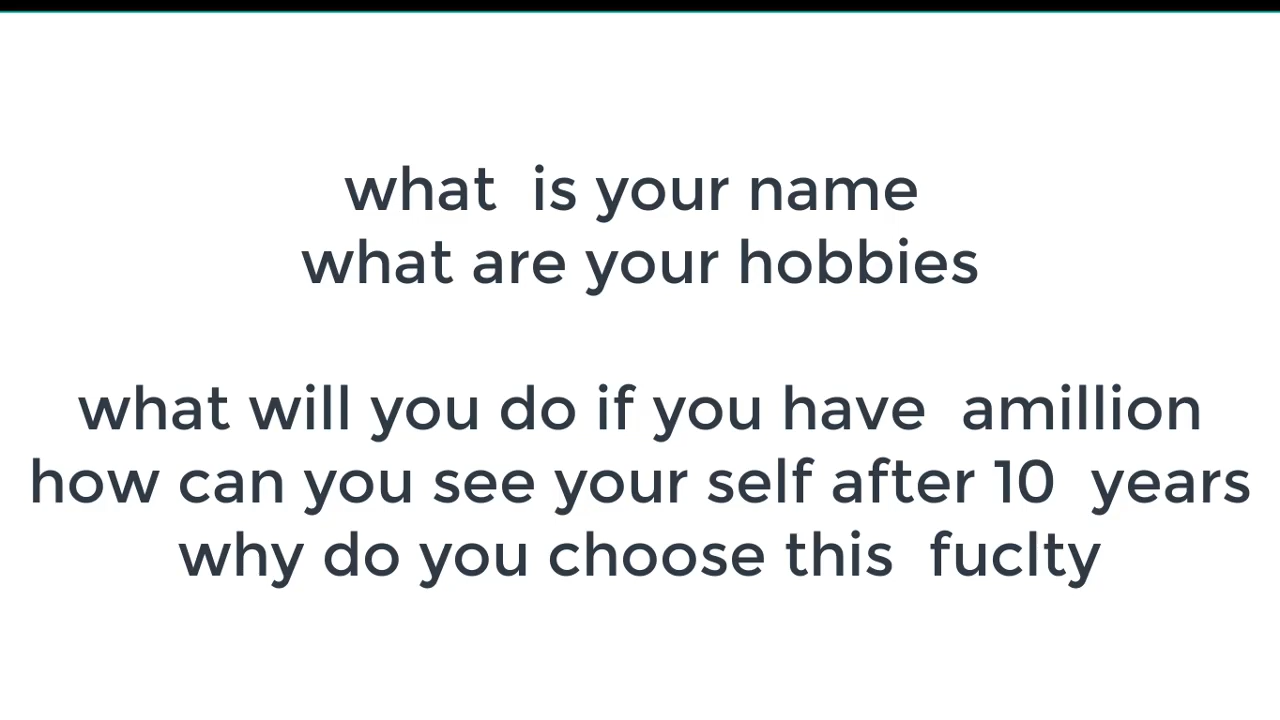 what is your name
what are your hobbies
what will you do if you have amillion
how can you see your self after 10 years
why do you choose this fuclty